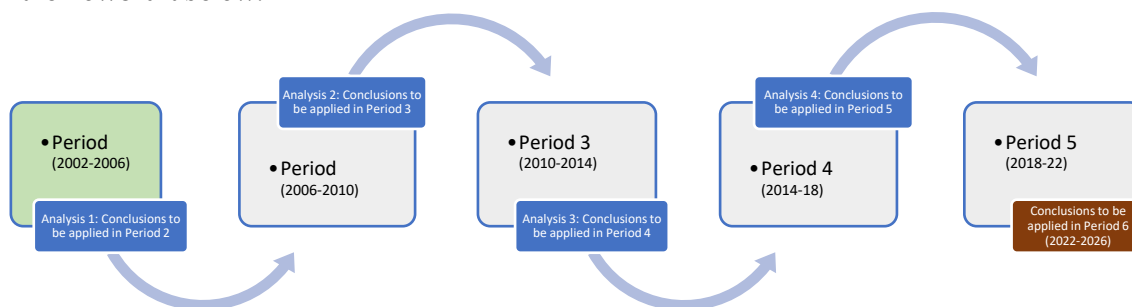 • Period
(2002-2006)
Analysis 1: Conclusions to
be applied in Period 2
Analysis 2: Conclusions to
be applied in Period 3
• Period
(2006-2010)
• Period 3
(2010-2014)
Analysis 3: Conclusions to
be applied in Period 4
Analysis 4: Conclusions to
be applied in Period 5
• Period 4
(2014-18)
• Period 5
(2018-22)
Conclusions to be
applied in Period 6
(2022-2026)